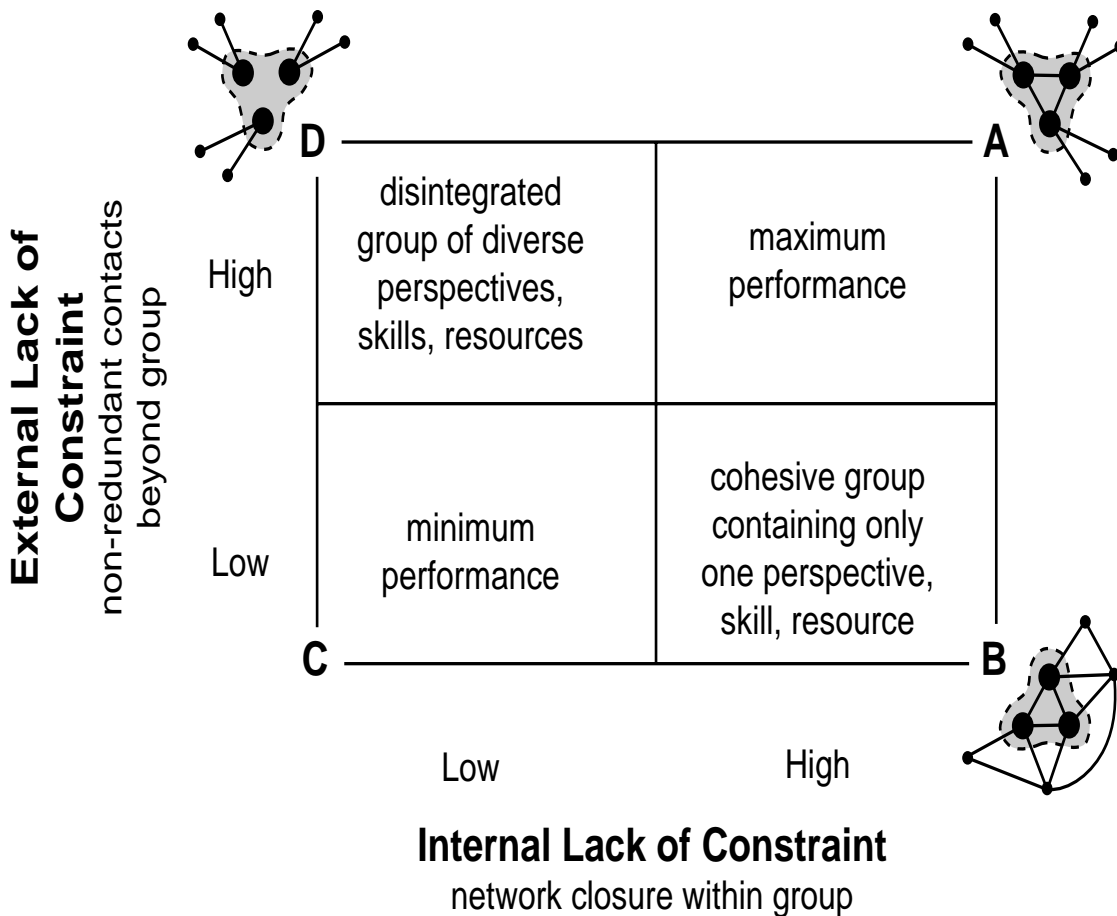 D
A
disintegrated
group of diverse
perspectives,
skills, resources
maximum
performance
High
External Lack of
Constraint
non-redundant contacts
beyond group
Low
minimum
performance
cohesive group
containing only
one perspective,
skill, resource
C
B
Low
High
Internal Lack of Constraint
network closure within group